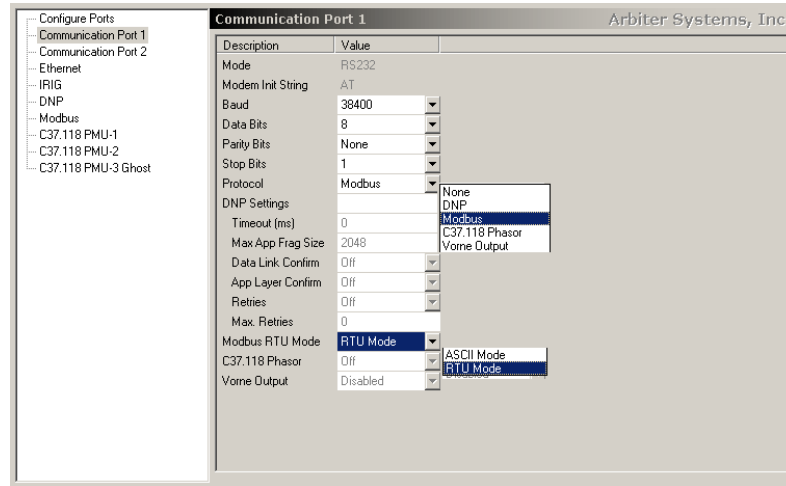 Configure Ports
Communication Port 1
Communication Port 2
Ethernet
IRIG
DNP
Modbus
C37.118 PMU-1
C37.118 PMU-2
C37.118 PMU-3 Ghost
Communication Port 1 Arbiter Systems, Inc
Description Value
Mode RS232
Modem Init String AT
Baud 38400
Data Bits 8
Parity Bits None
Stop Bits 1
Protocol Modbus
None
DNP
Modbus
C37.118 Phasor
Vorne Output
DNP Settings
Timeout (ms) 0
Max App Frag Size 2048
Data Link Confirm Off
App Layer Confirm Off
Retries Off
Max. Retries 0
Modbus RTU Mode RTU Mode
ASCII Mode
RTU Mode
C37.118 Phasor Off
Vorne Output Disabled